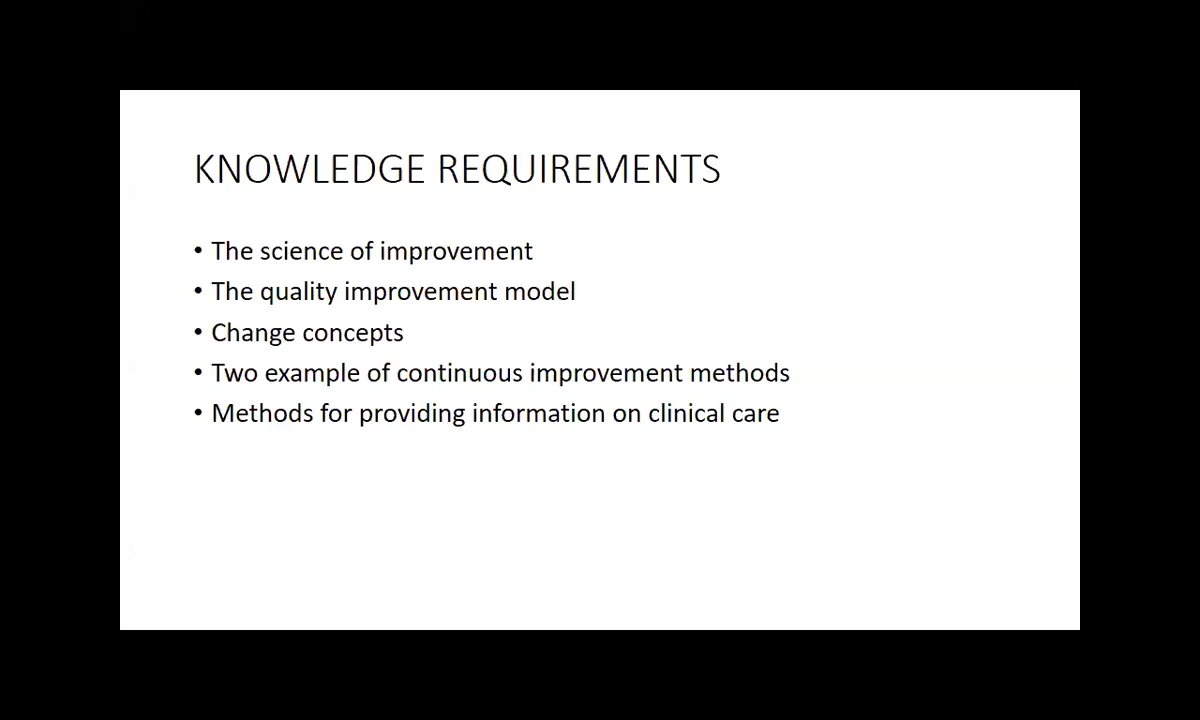 KNOWLEDGE REQUIREMENTS
• The science of improvement
• The quality improvement model
• Change concepts
• Two example of continuous improvement methods
• Methods for providing information on clinical care